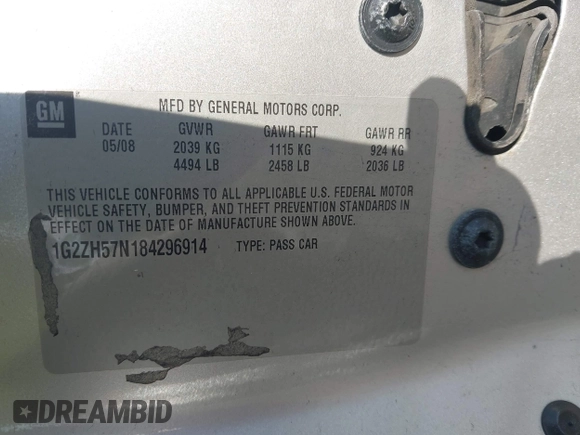 GM
MFD BY GENERAL MOTORS CORP.
DATE GVWR GAWR FRT GAWR RR
05/08 2039 KG 1115 KG 924 KG
4494 LB 2458 LB 2036 LB
THIS VEHICLE CONFORMS TO ALL APPLICABLE U.S. FEDERAL MOTOR
VEHICLE SAFETY, BUMPER, AND THEFT PREVENTION STANDARDS IN
EFFECT ON THE DATE OF MANUFACTURE SHOWN ABOVE.
1G2ZH57N184296914 TYPE: PASS CAR
DREAMBID